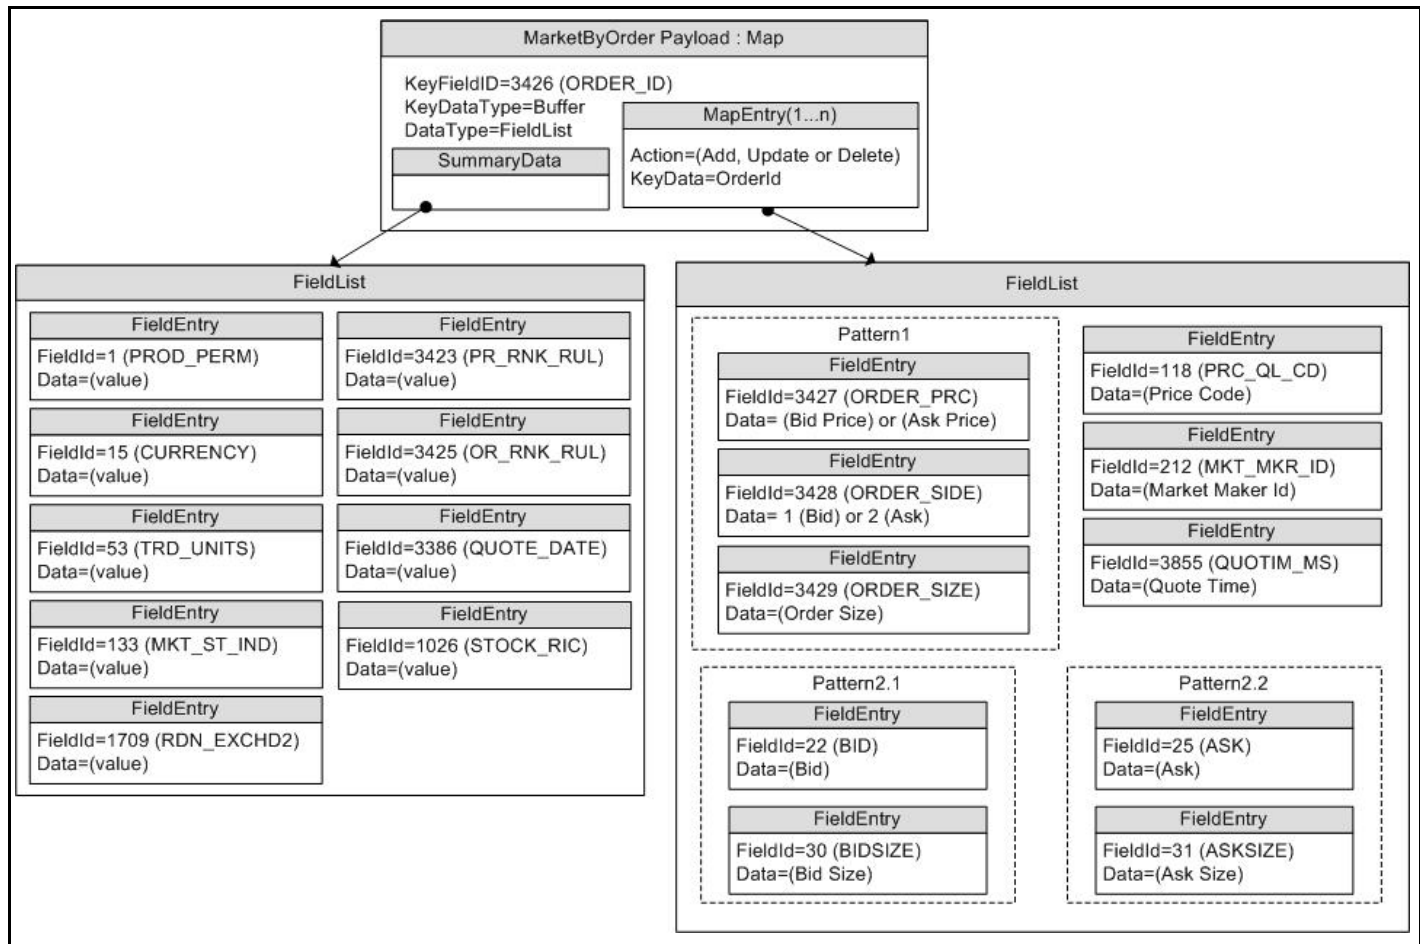 MarketByOrder Payload : Map
KeyFieldID=3426 (ORDER_ID)
KeyDataType=Buffer
DataType=FieldList
SummaryData
MapEntry(1...n)
Action=(Add, Update or Delete)
KeyData=OrderId
FieldList
FieldEntry
FieldId=1 (PROD_PERM)
Data=(value)
FieldEntry
FieldId=3423 (PR_RNK_RUL)
Data=(value)
FieldEntry
FieldId=15 (CURRENCY)
Data=(value)
FieldEntry
FieldId=3425 (OR_RNK_RUL)
Data=(value)
FieldEntry
FieldId=53 (TRD_UNITS)
Data=(value)
FieldEntry
FieldId=3386 (QUOTE_DATE)
Data=(value)
FieldEntry
FieldId=133 (MKT_ST_IND)
Data=(value)
FieldEntry
FieldId=1026 (STOCK_RIC)
Data=(value)
FieldEntry
FieldId=1709 (RDN_EXCHD2)
Data=(value)
FieldList
Pattern1
FieldEntry
FieldId=3427 (ORDER_PRC)
Data= (Bid Price) or (Ask Price)
FieldEntry
FieldId=3428 (ORDER_SIDE)
Data= 1 (Bid) or 2 (Ask)
FieldEntry
FieldId=3429 (ORDER_SIZE)
Data=(Order Size)
FieldEntry
FieldId=118 (PRC_QL_CD)
Data=(Price Code)
FieldEntry
FieldId=212 (MKT_MKR_ID)
Data=(Market Maker Id)
FieldEntry
FieldId=3855 (QUOTIM_MS)
Data=(Quote Time)
Pattern2.1
FieldEntry
FieldId=22 (BID)
Data=(Bid)
FieldEntry
FieldId=30 (BIDSIZE)
Data=(Bid Size)
Pattern2.2
FieldEntry
FieldId=25 (ASK)
Data=(Ask)
FieldEntry
FieldId=31 (ASKSIZE)
Data=(Ask Size)